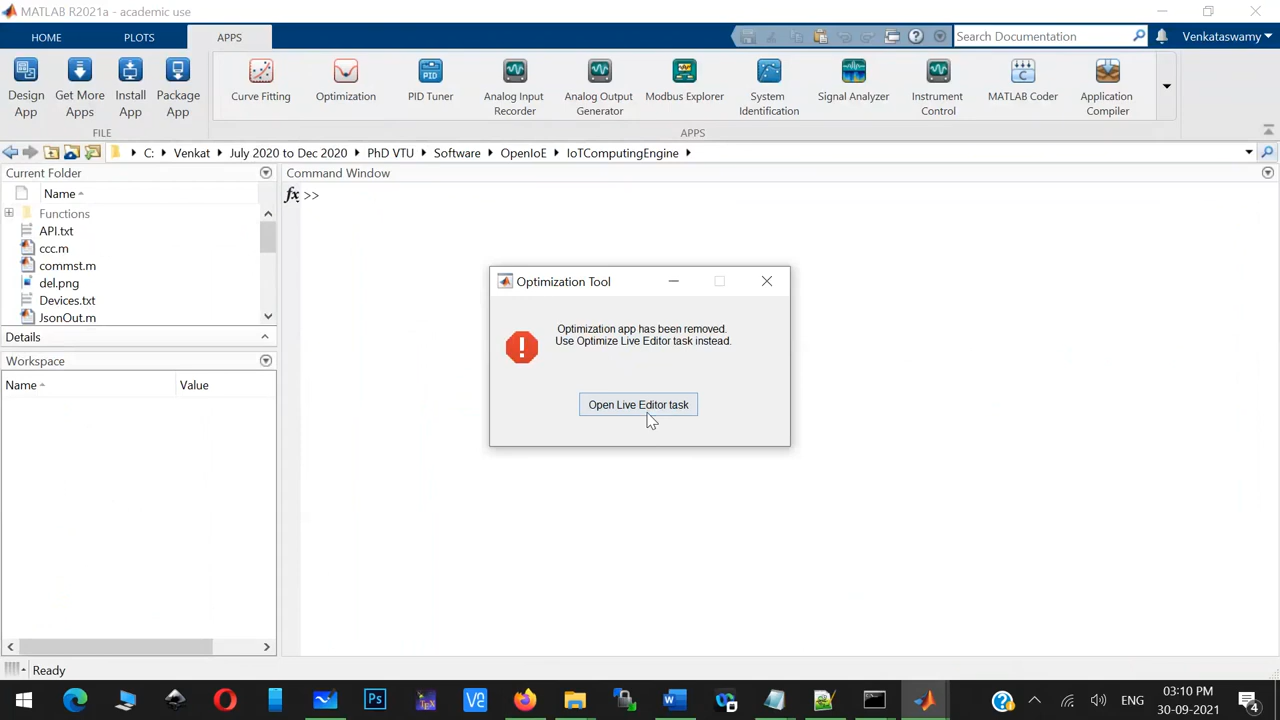 MATLAB R2021a - academic use
HOME
PLOTS
APPS
Search Documentation
Venkataswamy
Design App
Get More Apps
Install App
Package App
Curve Fitting
Optimization
PID Tuner
Analog Input Recorder
Analog Output Generator
Modbus Explorer
System Identification
Signal Analyzer
Instrument Control
MATLAB Coder
Application Compiler
FILE
APPS
C: Venkat July 2020 to Dec 2020 PhD VTU Software OpenIoE IoTComputingEngine
Current Folder
Command Window
Name
fx >>
Functions
API.txt
ccc.m
commst.m
del.png
Devices.txt
JsonOut.m
Details
Workspace
Name
Value
Optimization Tool
Optimization app has been removed.
Use Optimize Live Editor task instead.
Open Live Editor task
Ready
ENG
03:10 PM
30-09-2021
4